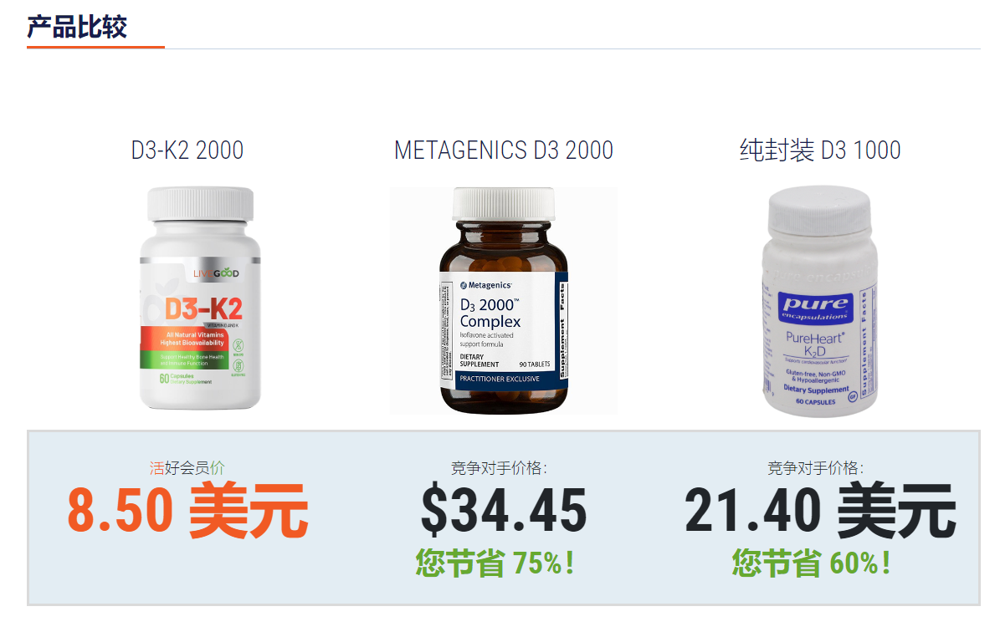 产品比较
D3-K2 2000
METAGENICS D3 2000
纯封装 D3 1000
LIVEGOOD
D3-K2
VITAMIN D AND K
All Natural Vitamins
Highest Bioavailability
Support Healthy Bone Health
and Immune Function
60 Capsules
Dietary Supplement
Metagenics
D3 2000™
Complex
Isoflavone activated
support formula
DIETARY
SUPPLEMENT
90 TABLETS
PRACTITIONER EXCLUSIVE
Supplement Facts
pure
encapsulations
PureHeart®
K2D
Supports cardiovascular function‡
Gluten-free, Non-GMO
& Hypoallergenic
Dietary Supplement
GF
60 CAPSULES
Supplement Facts
活好会员价
8.50 美元
竞争对手价格：
$34.45
您节省 75%！
竞争对手价格：
21.40 美元
您节省 60%！